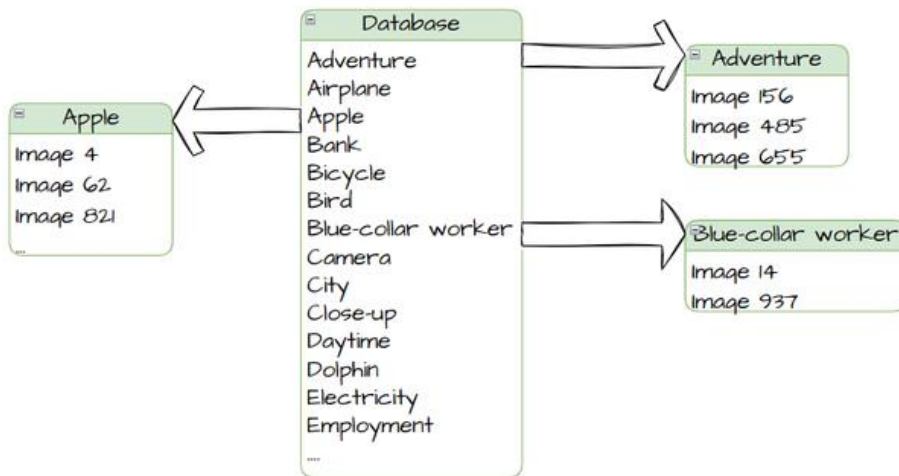 Database
Adventure
Airplane
Apple
Bank
Bicycle
Bird
Blue-collar worker
Camera
City
Close-up
Daytime
Dolphin
Electricity
Employment
....
Apple
Image 4
Image 62
Image 821
....
Adventure
Image 156
Image 485
Image 655
Blue-collar worker
Image 14
Image 937